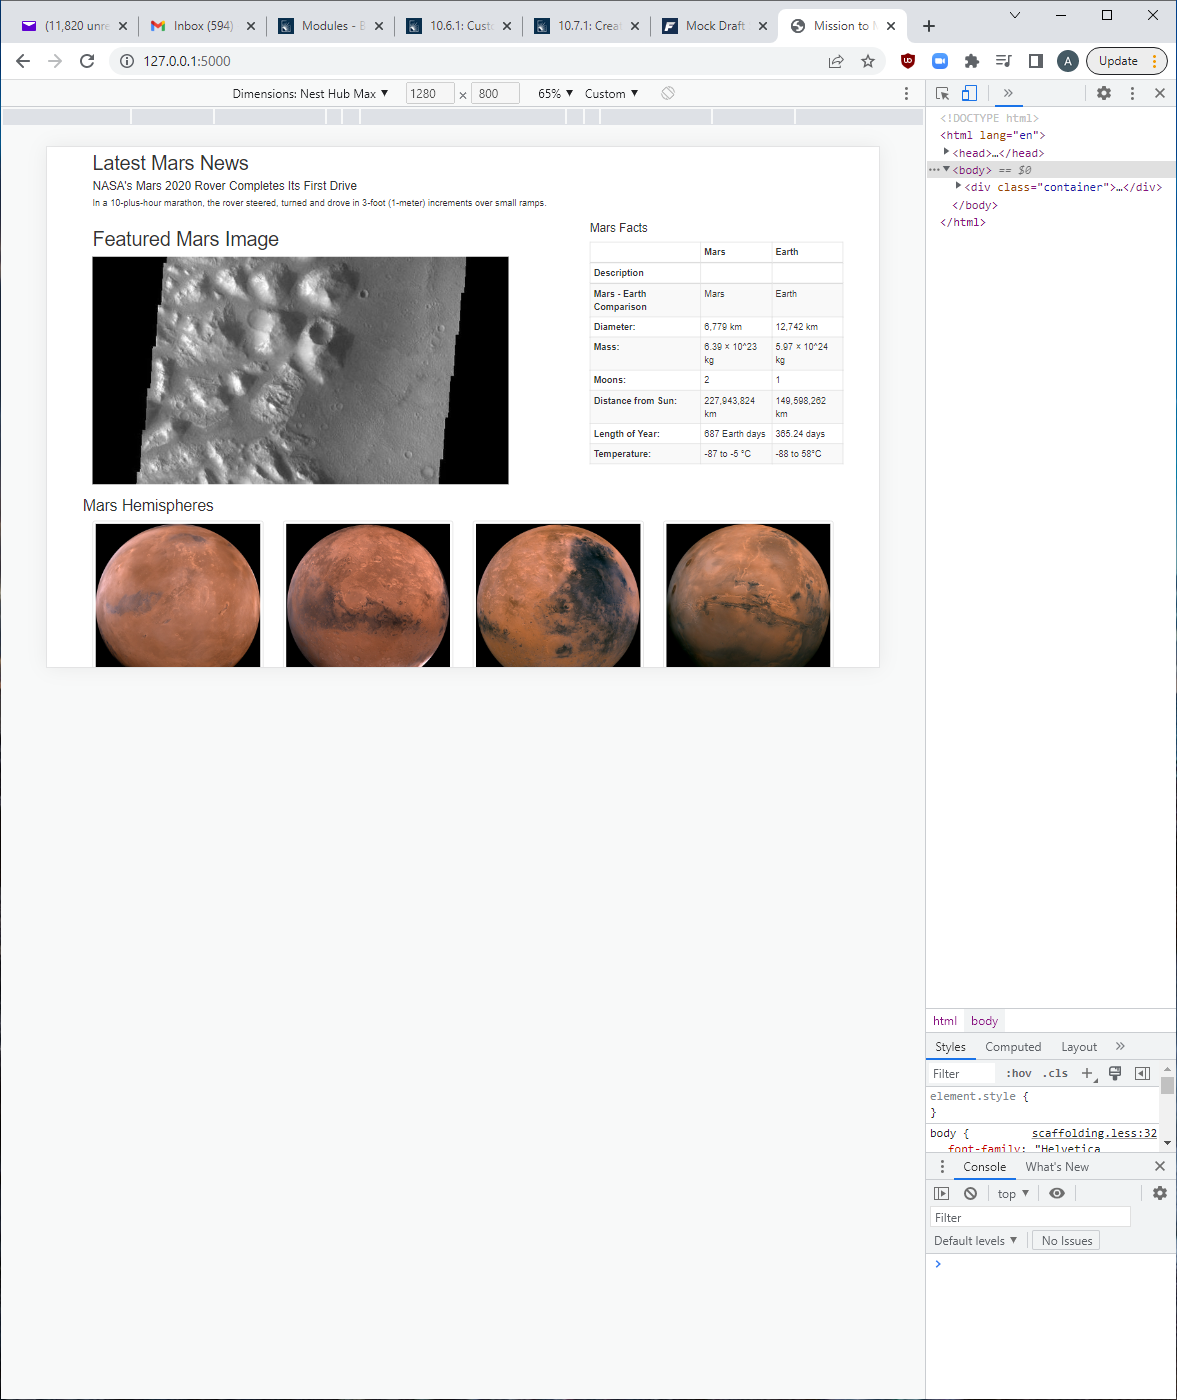 (11,820 unre
Inbox (594)
Modules - B
10.6.1: Custo
10.7.1: Creat
Mock Draft
Mission to M
127.0.0.1:5000
A
Update
Dimensions: Nest Hub Max
1280 × 800
65%
Custom
Latest Mars News
NASA's Mars 2020 Rover Completes Its First Drive
In a 10-plus-hour marathon, the rover steered, turned and drove in 3-foot (1-meter) increments over small ramps.
Featured Mars Image
Mars Facts
Mars Earth
Description
Mars - Earth Comparison Mars Earth
Diameter: 6,779 km 12,742 km
Mass: 6.39 × 10^23 kg 5.97 × 10^24 kg
Moons: 2 1
Distance from Sun: 227,943,824 km 149,598,262 km
Length of Year: 687 Earth days 365.24 days
Temperature: -87 to -5 °C -88 to 58°C
Mars Hemispheres
<!DOCTYPE html>
<html lang="en">
<head>…</head>
<body> == $0
<div class="container">…</div>
</body>
</html>
html body
Styles Computed Layout
Filter :hov .cls
element.style {
}
body { scaffolding.less:32
font-family: "Helvetica
Console What's New
top
Filter
Default levels No Issues